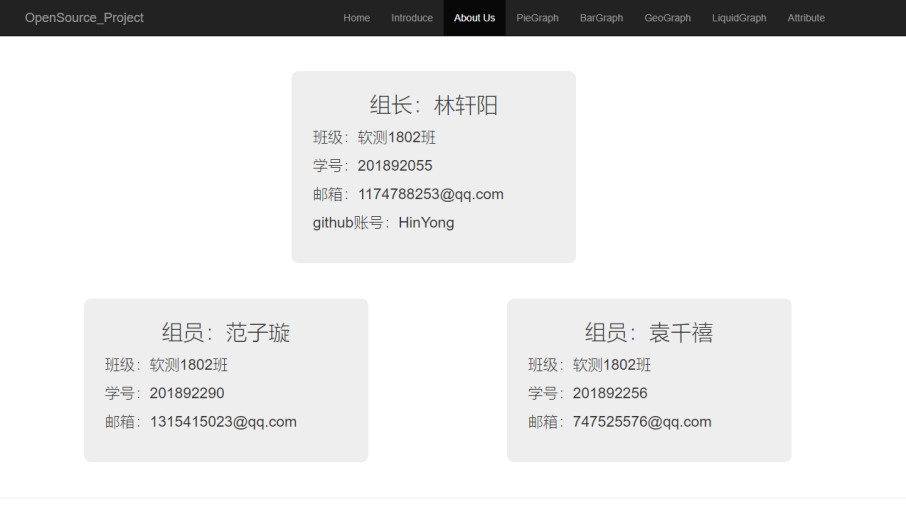 OpenSource_Project Home Introduce About Us PieGraph BarGraph GeoGraph LiquidGraph Attribute
组长：林轩阳
班级：软测1802班
学号：201892055
邮箱：1174788253@qq.com
github账号：HinYong
组员：范子璇
班级：软测1802班
学号：201892290
邮箱：1315415023@qq.com
组员：袁千禧
班级：软测1802班
学号：201892256
邮箱：747525576@qq.com